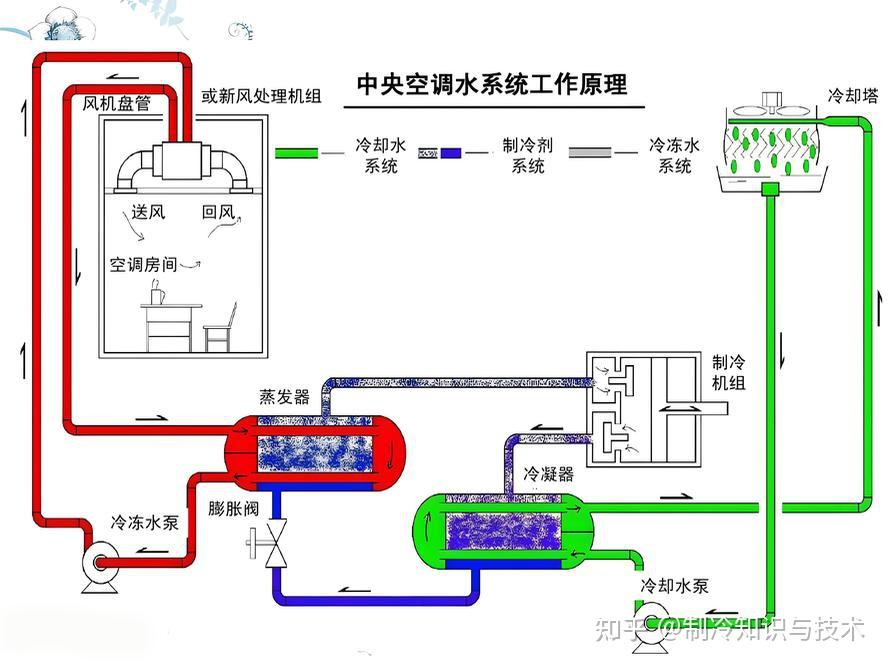 中央空调水系统工作原理
冷却塔
风机盘管
或新风处理机组
冷却水
系统
制冷剂
系统
冷冻水
系统
送风
回风
空调房间
制冷
机组
蒸发器
冷凝器
膨胀阀
冷冻水泵
冷却水泵
知乎 @制冷知识与技术